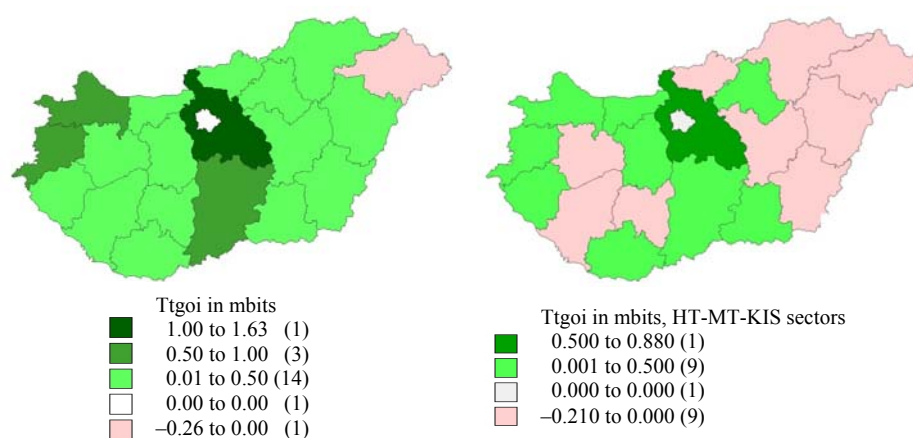 Ttgoi in mbits
1.00 to 1.63 (1)
0.50 to 1.00 (3)
0.01 to 0.50 (14)
0.00 to 0.00 (1)
–0.26 to 0.00 (1)
Ttgoi in mbits, HT-MT-KIS sectors
0.500 to 0.880 (1)
0.001 to 0.500 (9)
0.000 to 0.000 (1)
–0.210 to 0.000 (9)